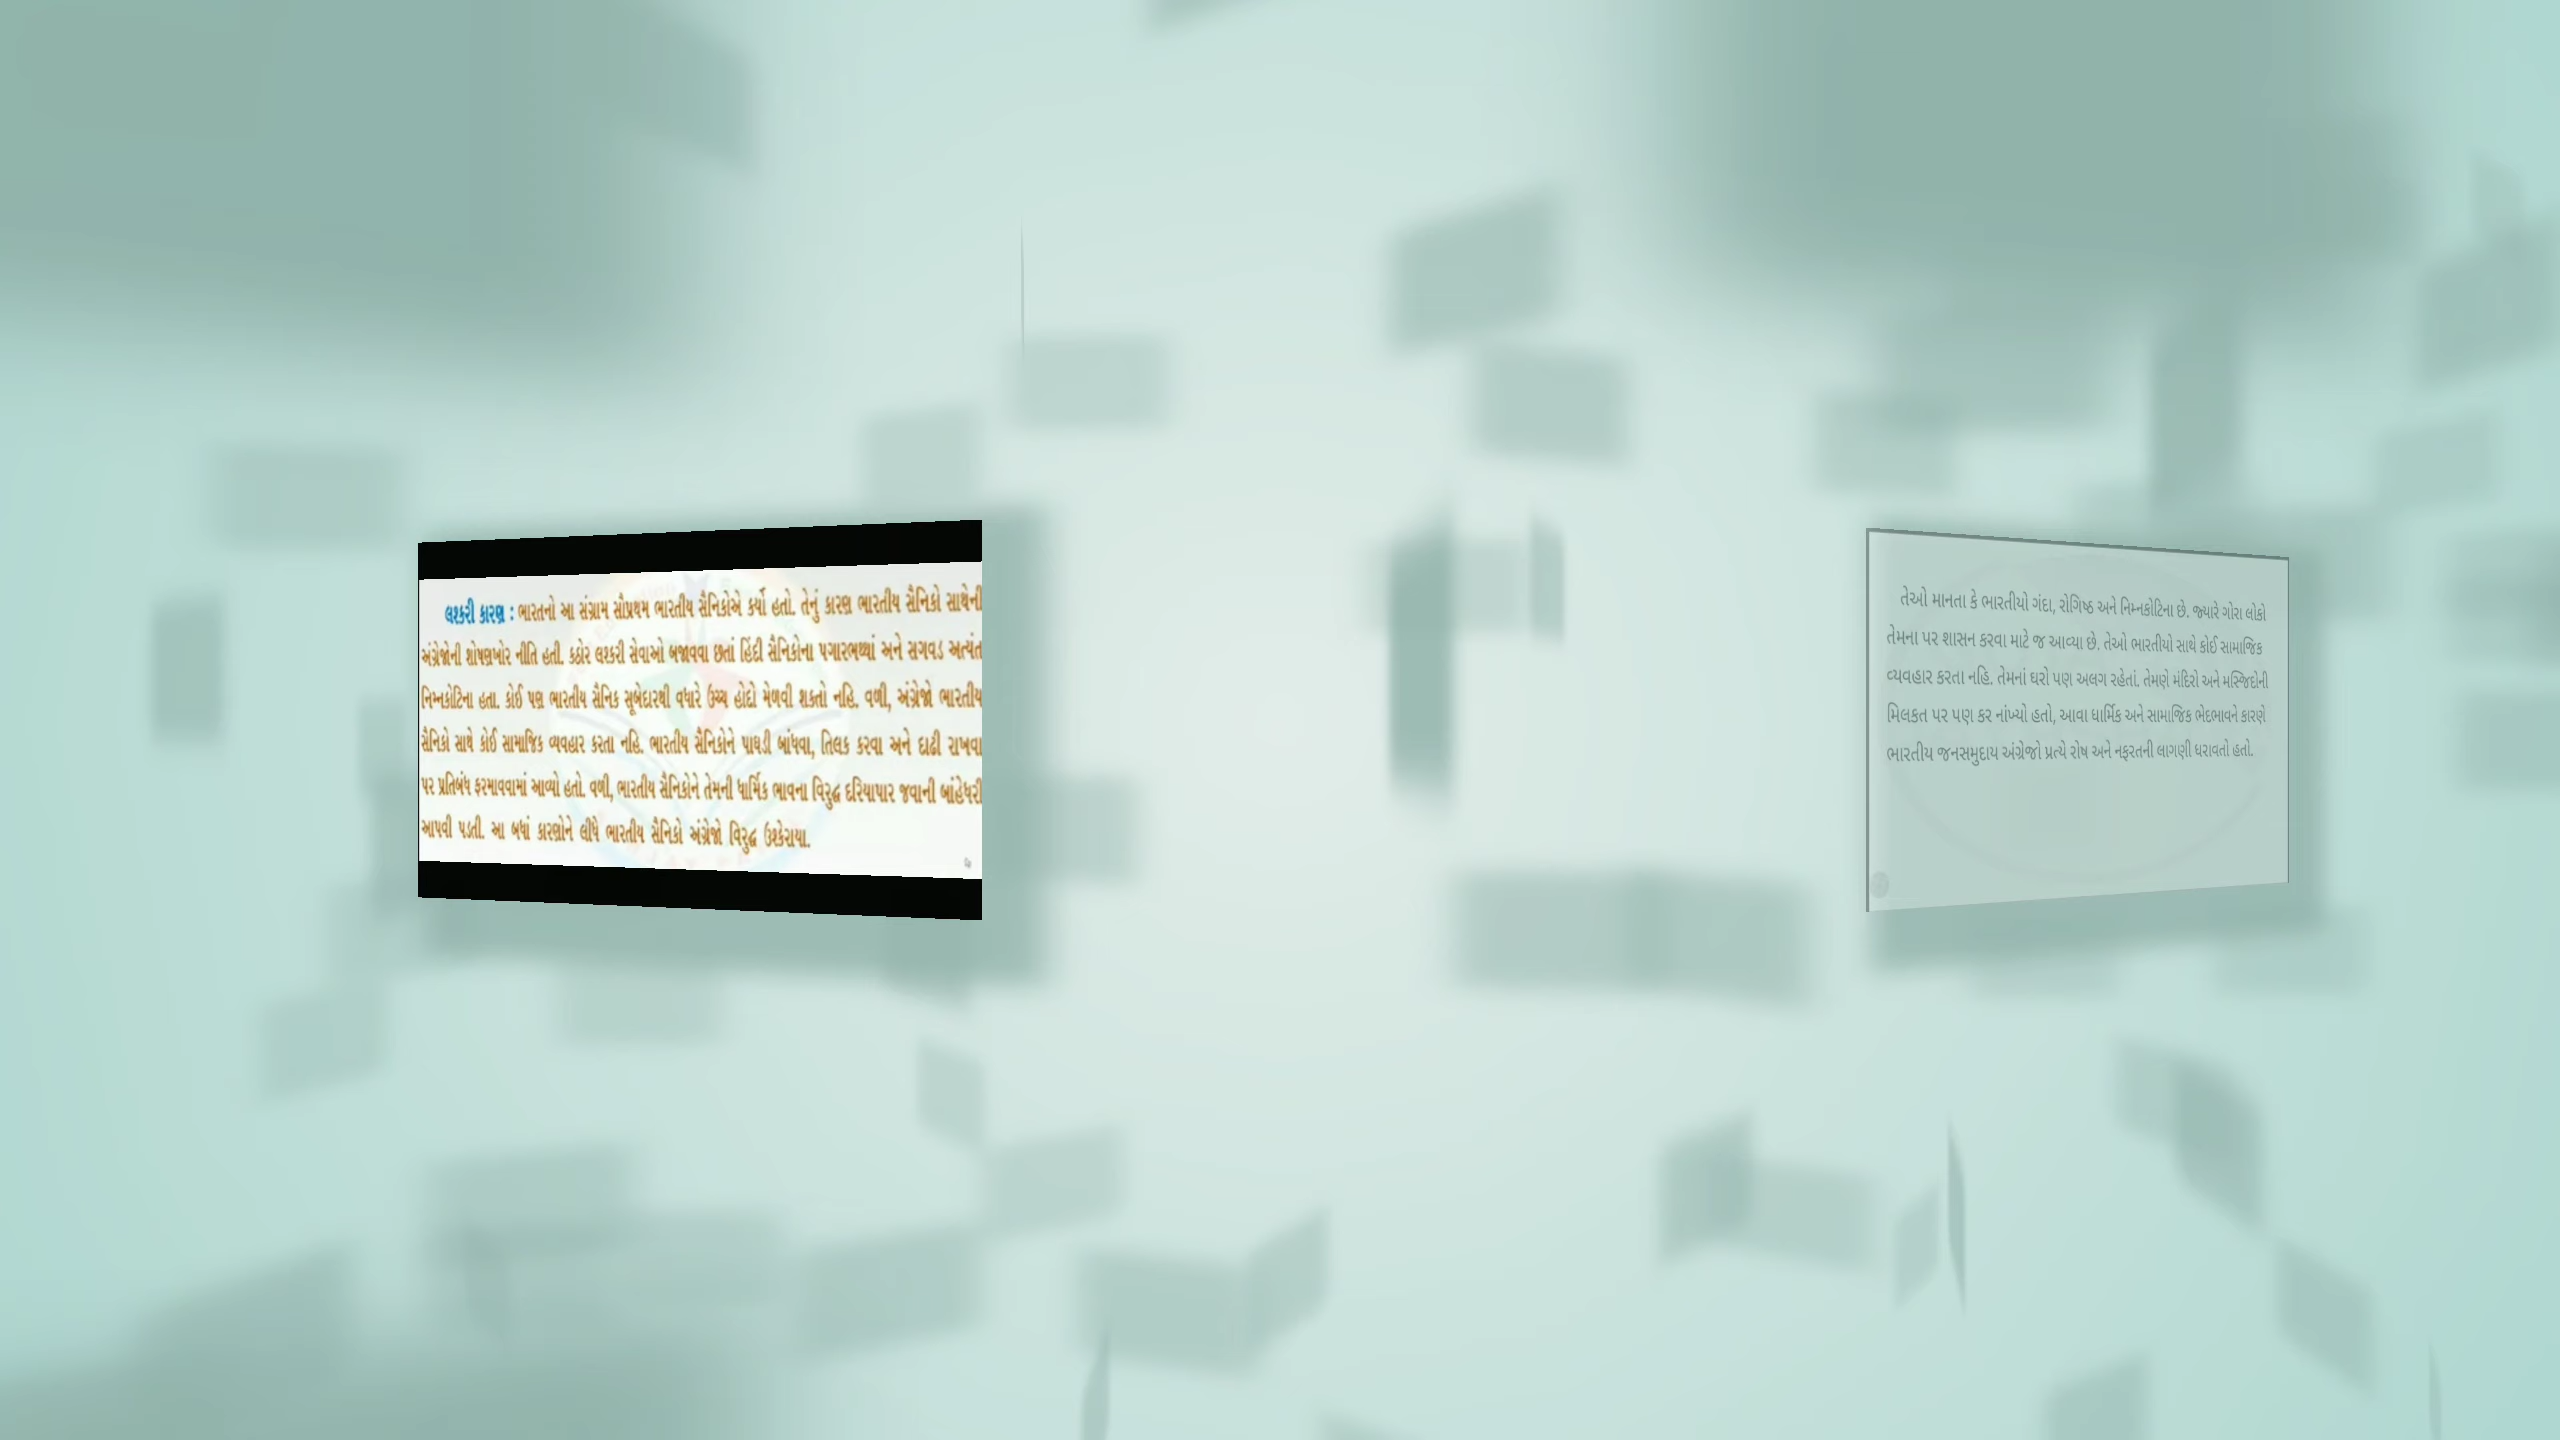 લશ્કરી કારણ : ભારતનો આ સંગ્રામ સૌપ્રથમ ભારતીય સૈનિકોએ કર્યો હતો. તેનું કારણ ભારતીય સૈનિકો સાથેની
અંગ્રેજોની શોષણખોર નીતિ હતી. કઠોર લશ્કરી સેવાઓ બજાવવા છતાં હિંદી સૈનિકોના પગારભથ્થાં અને સગવડ અત્યંત
નિમ્નકોટિના હતા. કોઈ પણ ભારતીય સૈનિક સૂબેદારથી વધારે ઉચ્ચ હોદ્દો મેળવી શકતો નહિ. વળી, અંગ્રેજો ભારતીય
સૈનિકો સાથે કોઈ સામાજિક વ્યવહાર કરતા નહિ. ભારતીય સૈનિકોને પાઘડી બાંધવા, તિલક કરવા અને દાઢી રાખવા
પર પ્રતિબંધ ફરમાવવામાં આવ્યો હતો. વળી, ભારતીય સૈનિકોને તેમની ધાર્મિક ભાવના વિરુદ્ધ દરિયાપાર જવાની બાંહેધરી
આપવી પડતી. આ બધાં કારણોને લીધે ભારતીય સૈનિકો અંગ્રેજો વિરુદ્ધ ઉશ્કેરાયા.
તેઓ માનતા કે ભારતીયો ગંદા, રોગિષ્ઠ અને નિમ્નકોટિના છે. જ્યારે ગોરા લોકો
તેમના પર શાસન કરવા માટે જ આવ્યા છે. તેઓ ભારતીયો સાથે કોઈ સામાજિક
વ્યવહાર કરતા નહિ. તેમનાં ઘરો પણ અલગ રહેતાં. તેમણે મંદિરો અને મસ્જિદોની
મિલકત પર પણ કર નાંખ્યો હતો, આવા ધાર્મિક અને સામાજિક ભેદભાવને કારણે
ભારતીય જનસમુદાય અંગ્રેજો પ્રત્યે રોષ અને નફરતની લાગણી ધરાવતો હતો.